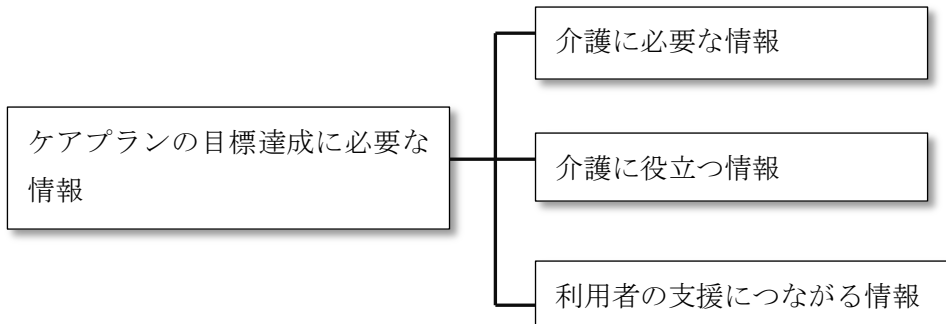 介護に必要な情報
ケアプランの目標達成に必要な
情報
介護に役立つ情報
利用者の支援につながる情報